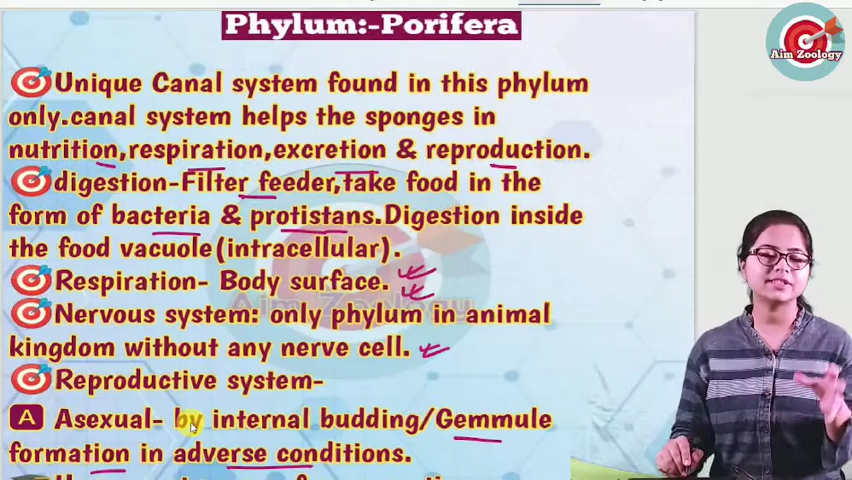 Phylum:-Porifera
Aim Zoology
Unique Canal system found in this phylum
only.canal system helps the sponges in
nutrition,respiration,excretion & reproduction.
digestion-Filter feeder,take food in the
form of bacteria & protistans.Digestion inside
the food vacuole(intracellular).
Respiration- Body surface.
Aim Zoology
Nervous system: only phylum in animal
kingdom without any nerve cell.
Reproductive system-
A Asexual- by internal budding/Gemmule
formation in adverse conditions.